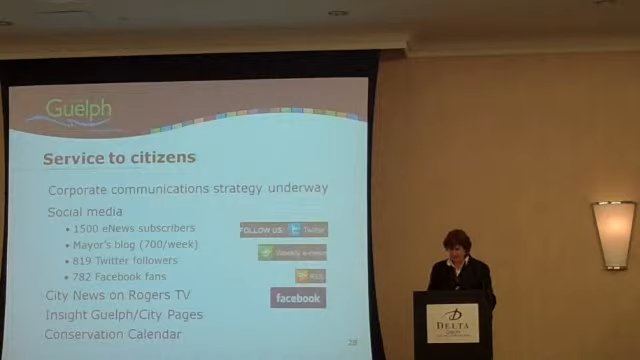 Guelph
Service to citizens
Corporate communications strategy underway
Social media
• 1500 eNews subscribers
• Mayor's blog (700/week)
• 819 Twitter followers
• 782 Facebook fans
FOLLOW US: Twitter
Weekly e-news
RSS
facebook
City News on Rogers TV
Insight Guelph/City Pages
Conservation Calendar
28
DELTA